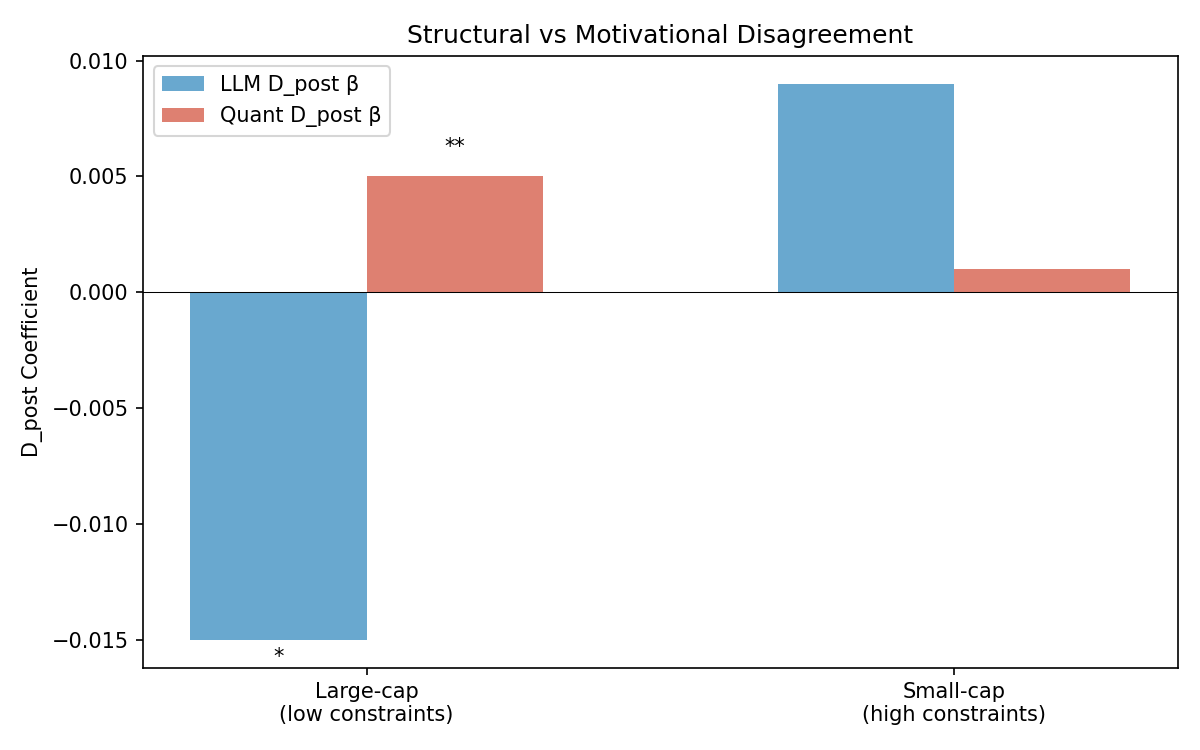 Structural vs Motivational Disagreement
LLM D_post β
Quant D_post β
**
*
D_post Coefficient
0.010
0.005
0.000
−0.005
−0.010
−0.015
Large-cap
(low constraints)
Small-cap
(high constraints)